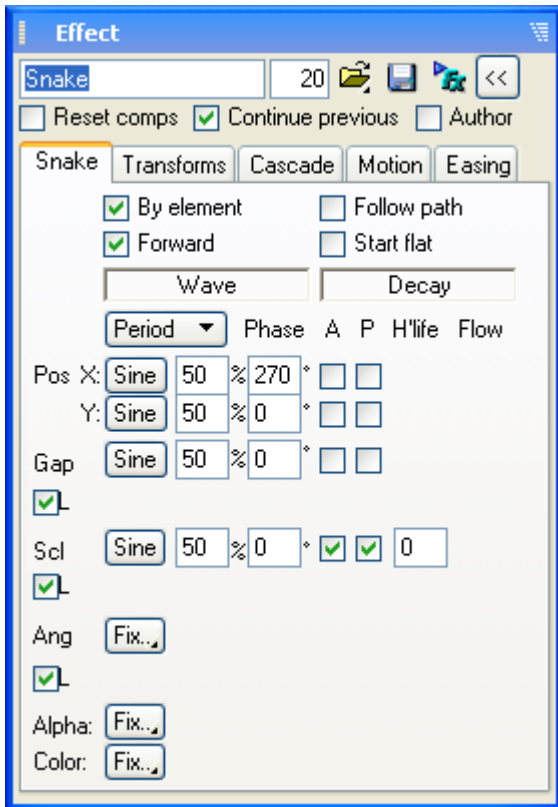 Effect
Snake 20 Fx <<
Reset comps Continue previous Author
Snake Transforms Cascade Motion Easing
By element Follow path
Forward Start flat
Wave Decay
Period Phase A P H'life Flow
Pos X: Sine 50 % 270 °
Y: Sine 50 % 0 °
Gap Sine 50 % 0 °
L
Scl Sine 50 % 0 ° 0
L
Ang Fix..
L
Alpha: Fix..
Color: Fix..